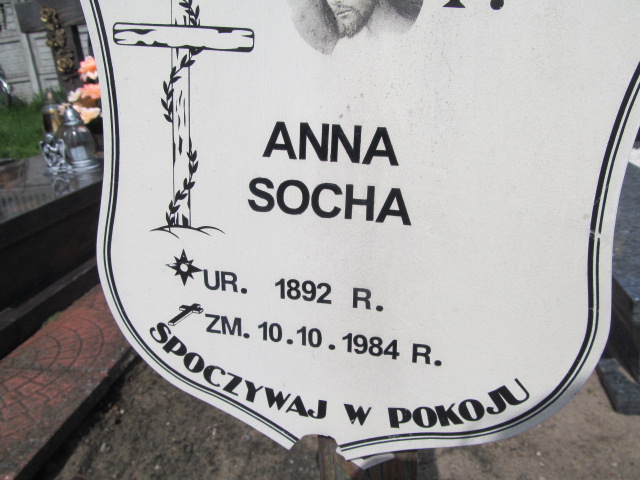 ANNA
SOCHA
UR. 1892 R.
ZM. 10.10.1984 R.
SPOCZYWAJ W POKOJU